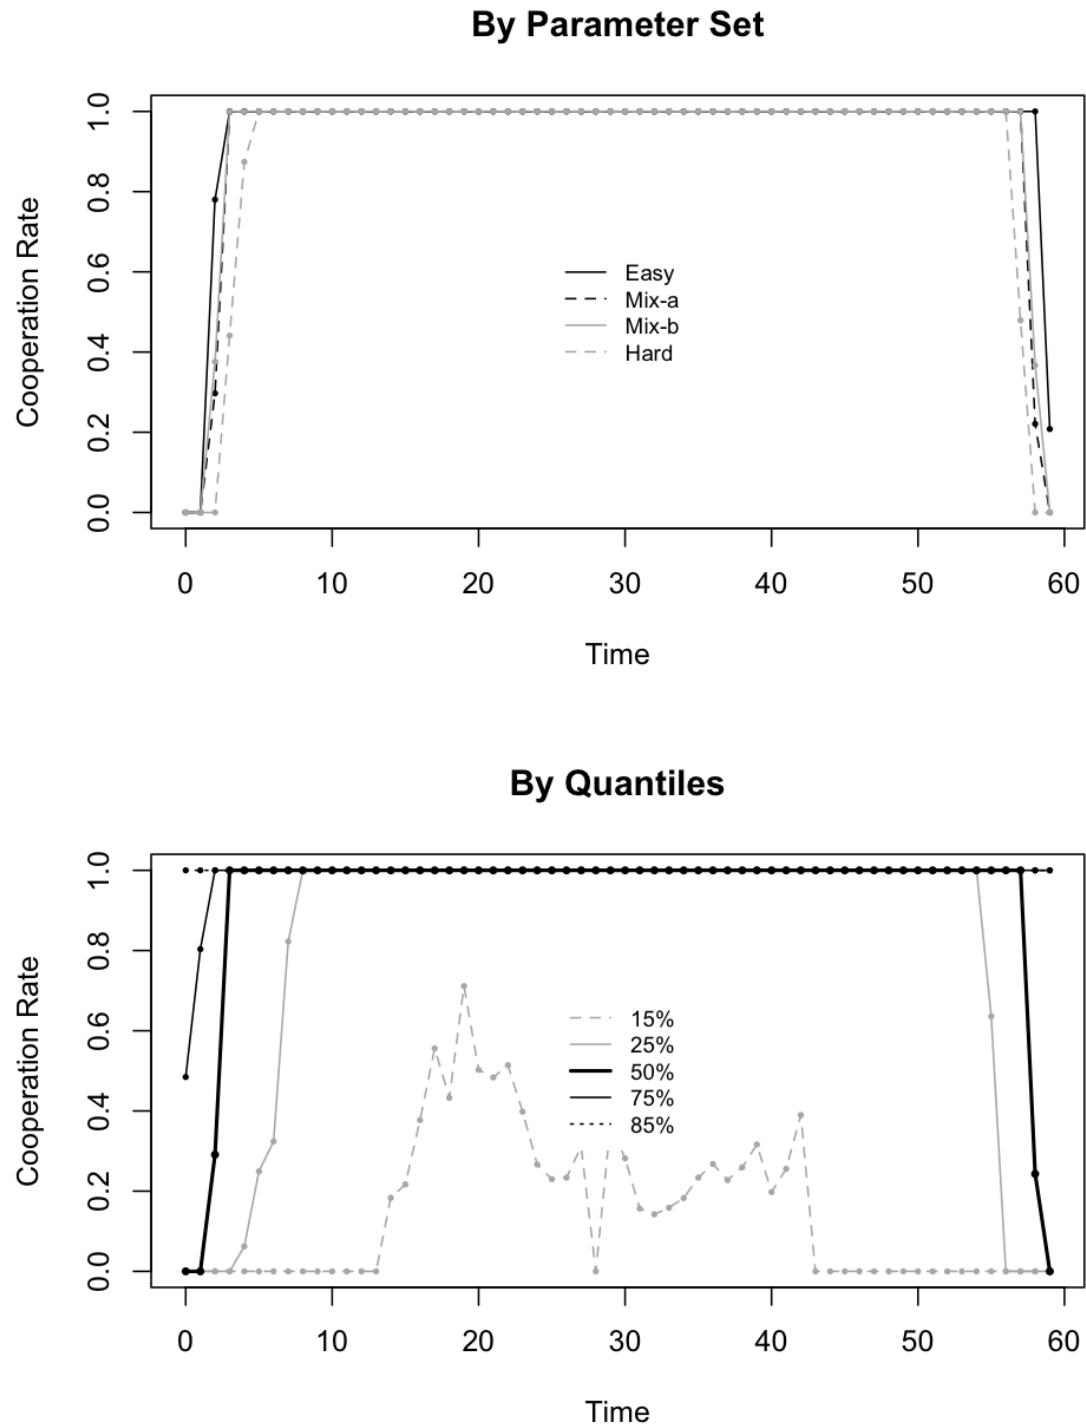 By Parameter Set
Cooperation Rate
1.0
0.8
0.6
0.4
0.2
0.0
Easy
Mix-a
Mix-b
Hard
0 10 20 30 40 50 60
Time
By Quantiles
Cooperation Rate
1.0
0.8
0.6
0.4
0.2
0.0
15%
25%
50%
75%
85%
0 10 20 30 40 50 60
Time